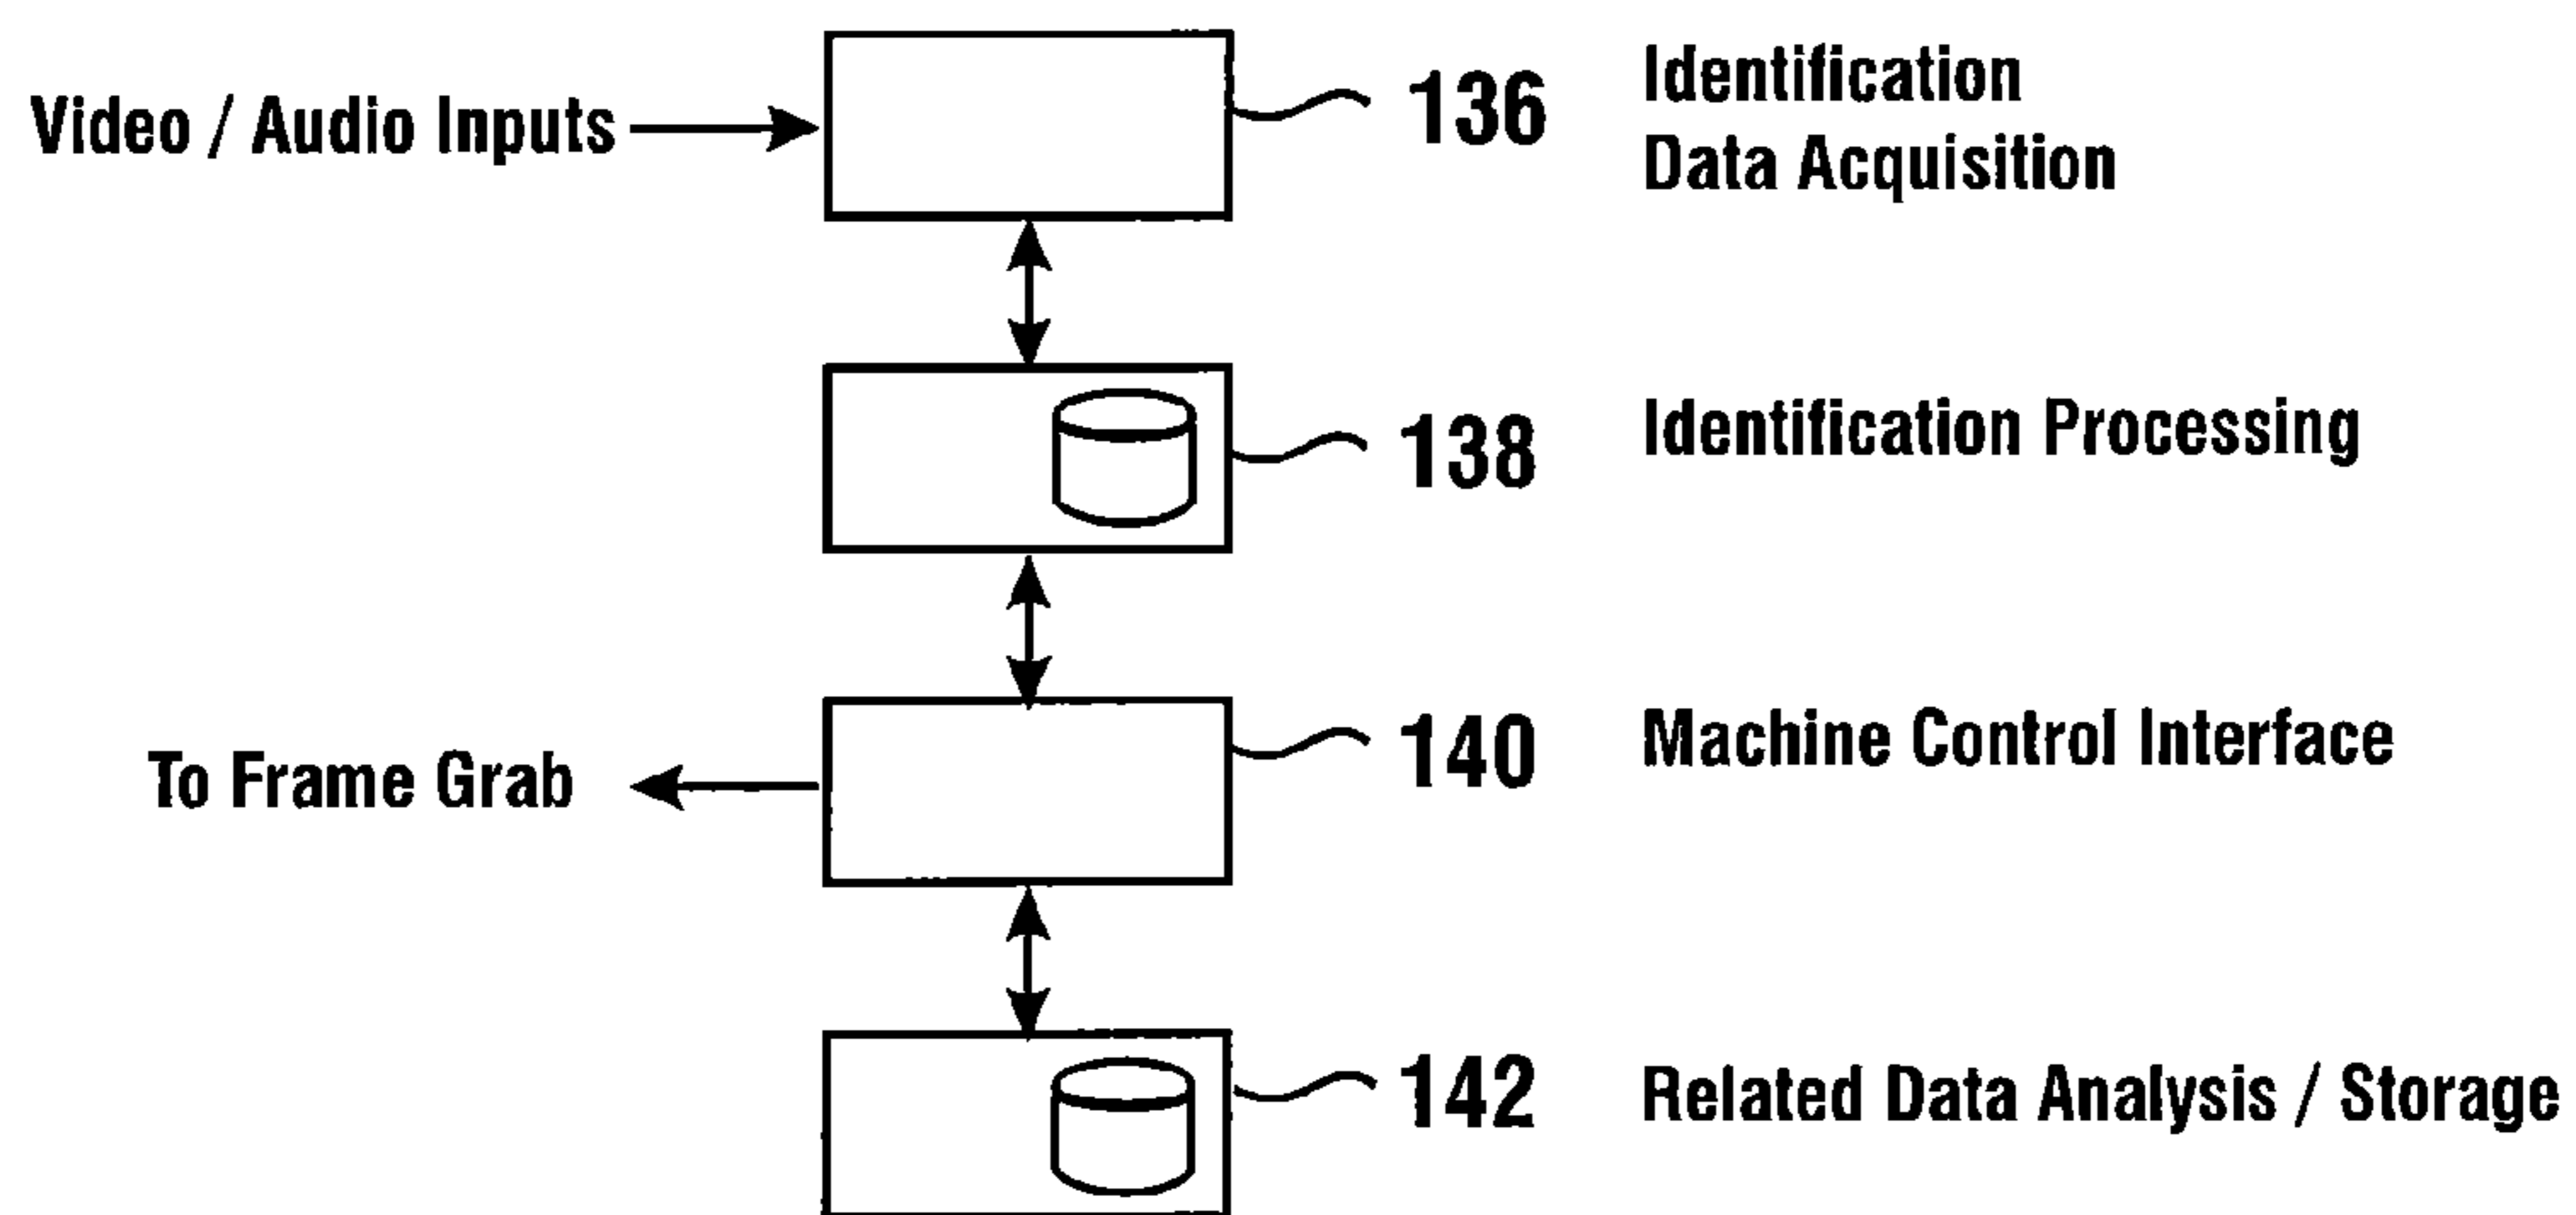 Video / Audio Inputs
136
Identification
Data Acquisition
138
Identification Processing
To Frame Grab
140
Machine Control Interface
142
Related Data Analysis / Storage